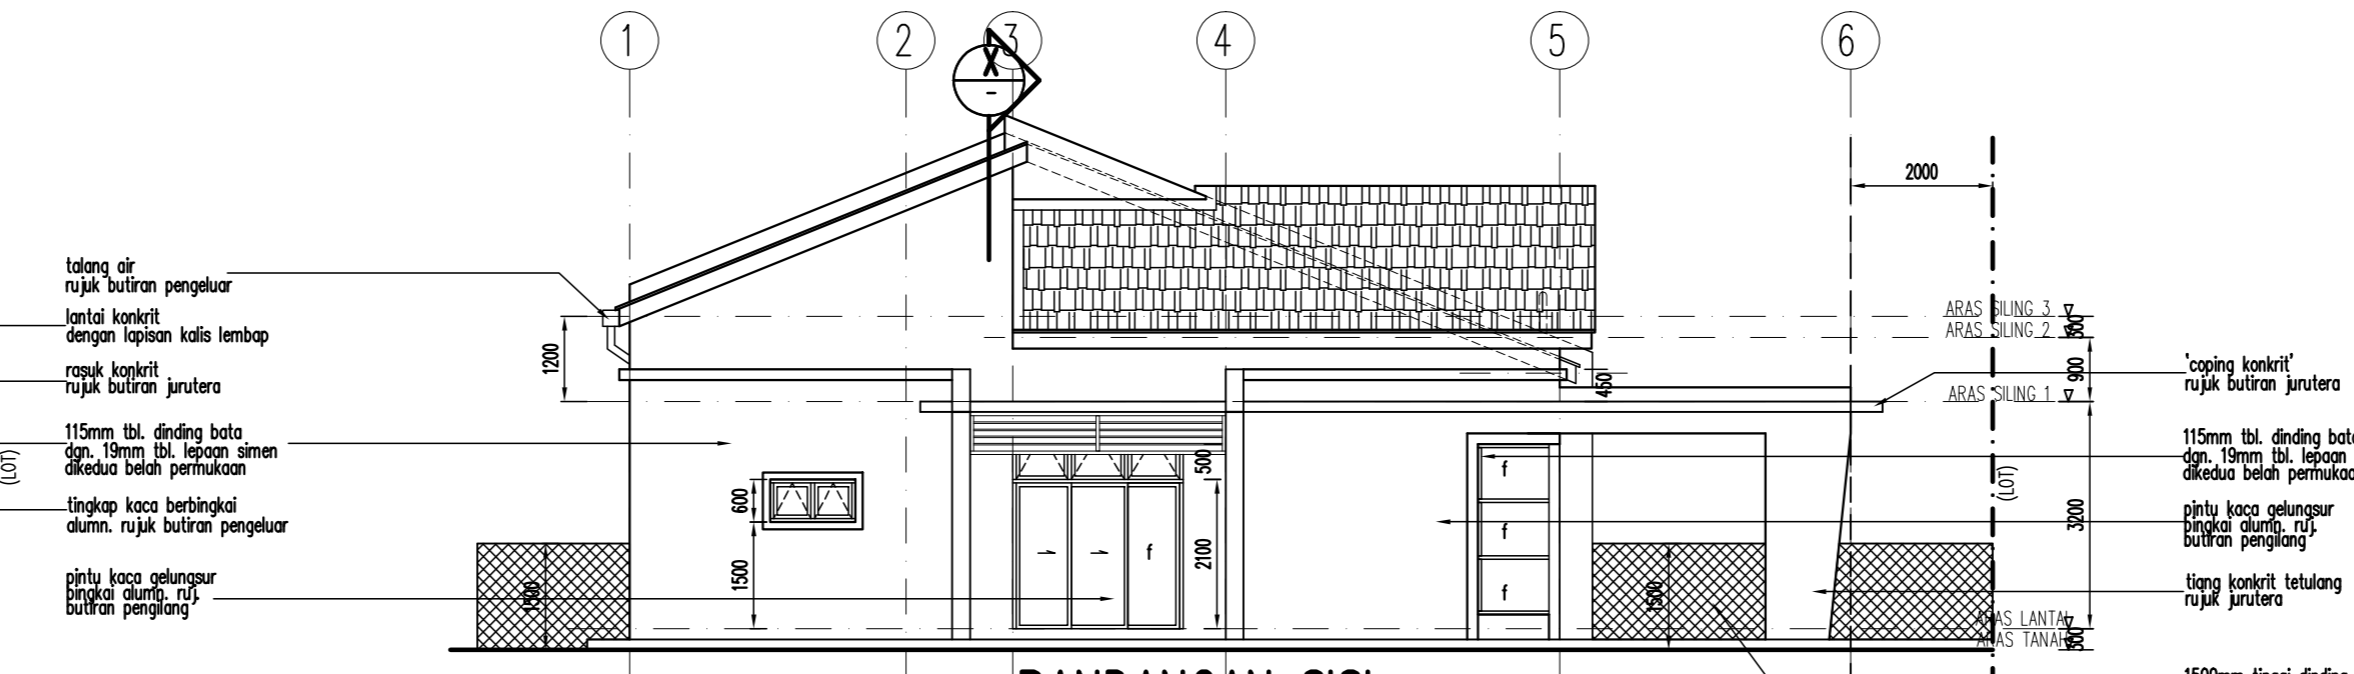 1
2
3
4
5
6
X
-
2000
talang air
rujuk butiran pengeluar
lantai konkrit
dengan lapisan kalis lembap
rasuk konkrit
rujuk butiran jurutera
115mm tbl. dinding bata
dgn. 19mm tbl. lepaan simen
dikedua belah permukaan
(LOT)
tingkap kaca berbingkai
alumn. rujuk butiran pengeluar
pintu kaca gelungsur
bingkai alumn. ruj.
butiran pengilang
1200
600
1500
1500
500
2100
f
f
f
f
450
1500
ARAS SILING 3
ARAS SILING 2
ARAS SILING 1
300
900
3200
ARAS LANTAI
ARAS TANAH
300
(LOT)
'coping konkrit'
rujuk butiran jurutera
115mm tbl. dinding bata
dgn. 19mm tbl. lepaan
dikedua belah permukaa
pintu kaca gelungsur
bingkai alumn. ruj.
butiran pengilang
tiang konkrit tetulang
rujuk jurutera